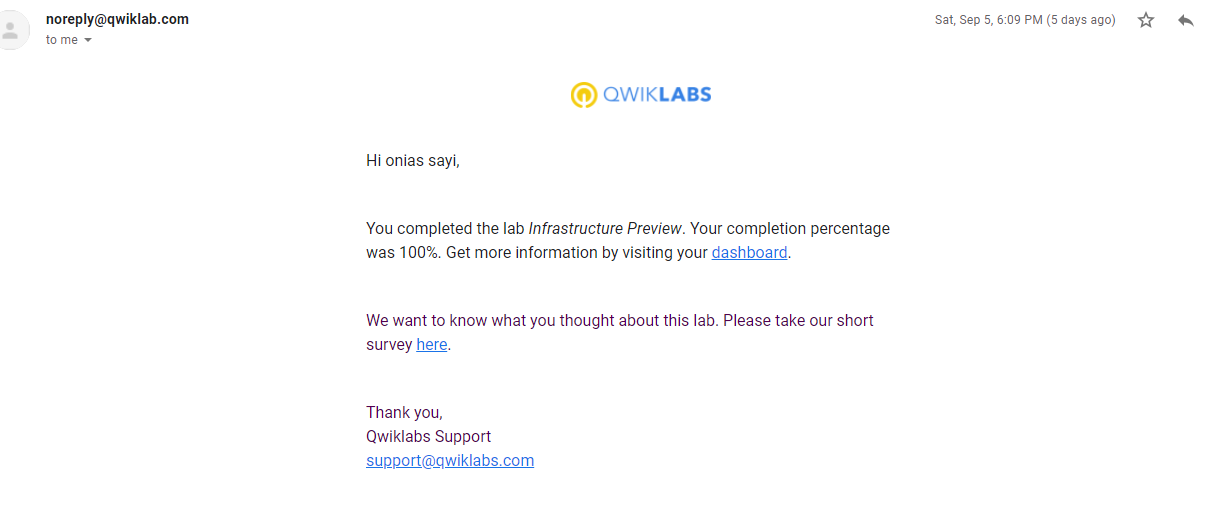 noreply@qwiklab.com
Sat, Sep 5, 6:09 PM (5 days ago)
to me
QWIKLABS
Hi onias sayi,
You completed the lab Infrastructure Preview. Your completion percentage
was 100%. Get more information by visiting your dashboard.
We want to know what you thought about this lab. Please take our short
survey here.
Thank you,
Qwiklabs Support
support@qwiklabs.com